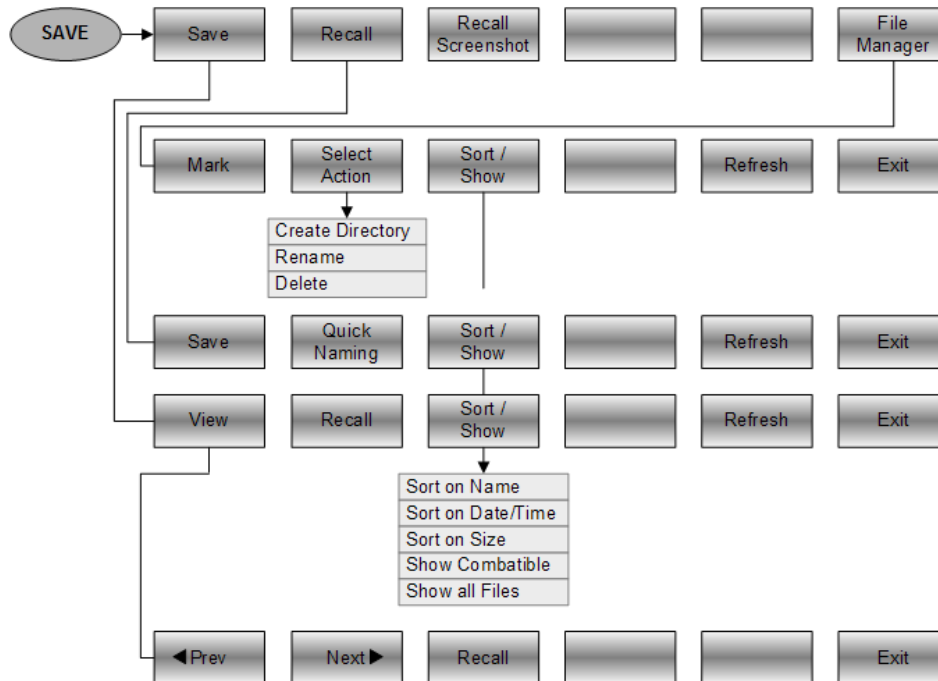 SAVE
Save
Recall
Recall
Screenshot
File
Manager
Mark
Select
Action
Sort /
Show
Refresh
Exit
Create Directory
Rename
Delete
Save
Quick
Naming
Sort /
Show
Refresh
Exit
View
Recall
Sort /
Show
Refresh
Exit
Sort on Name
Sort on Date/Time
Sort on Size
Show Combatible
Show all Files
◀Prev
Next▶
Recall
Exit